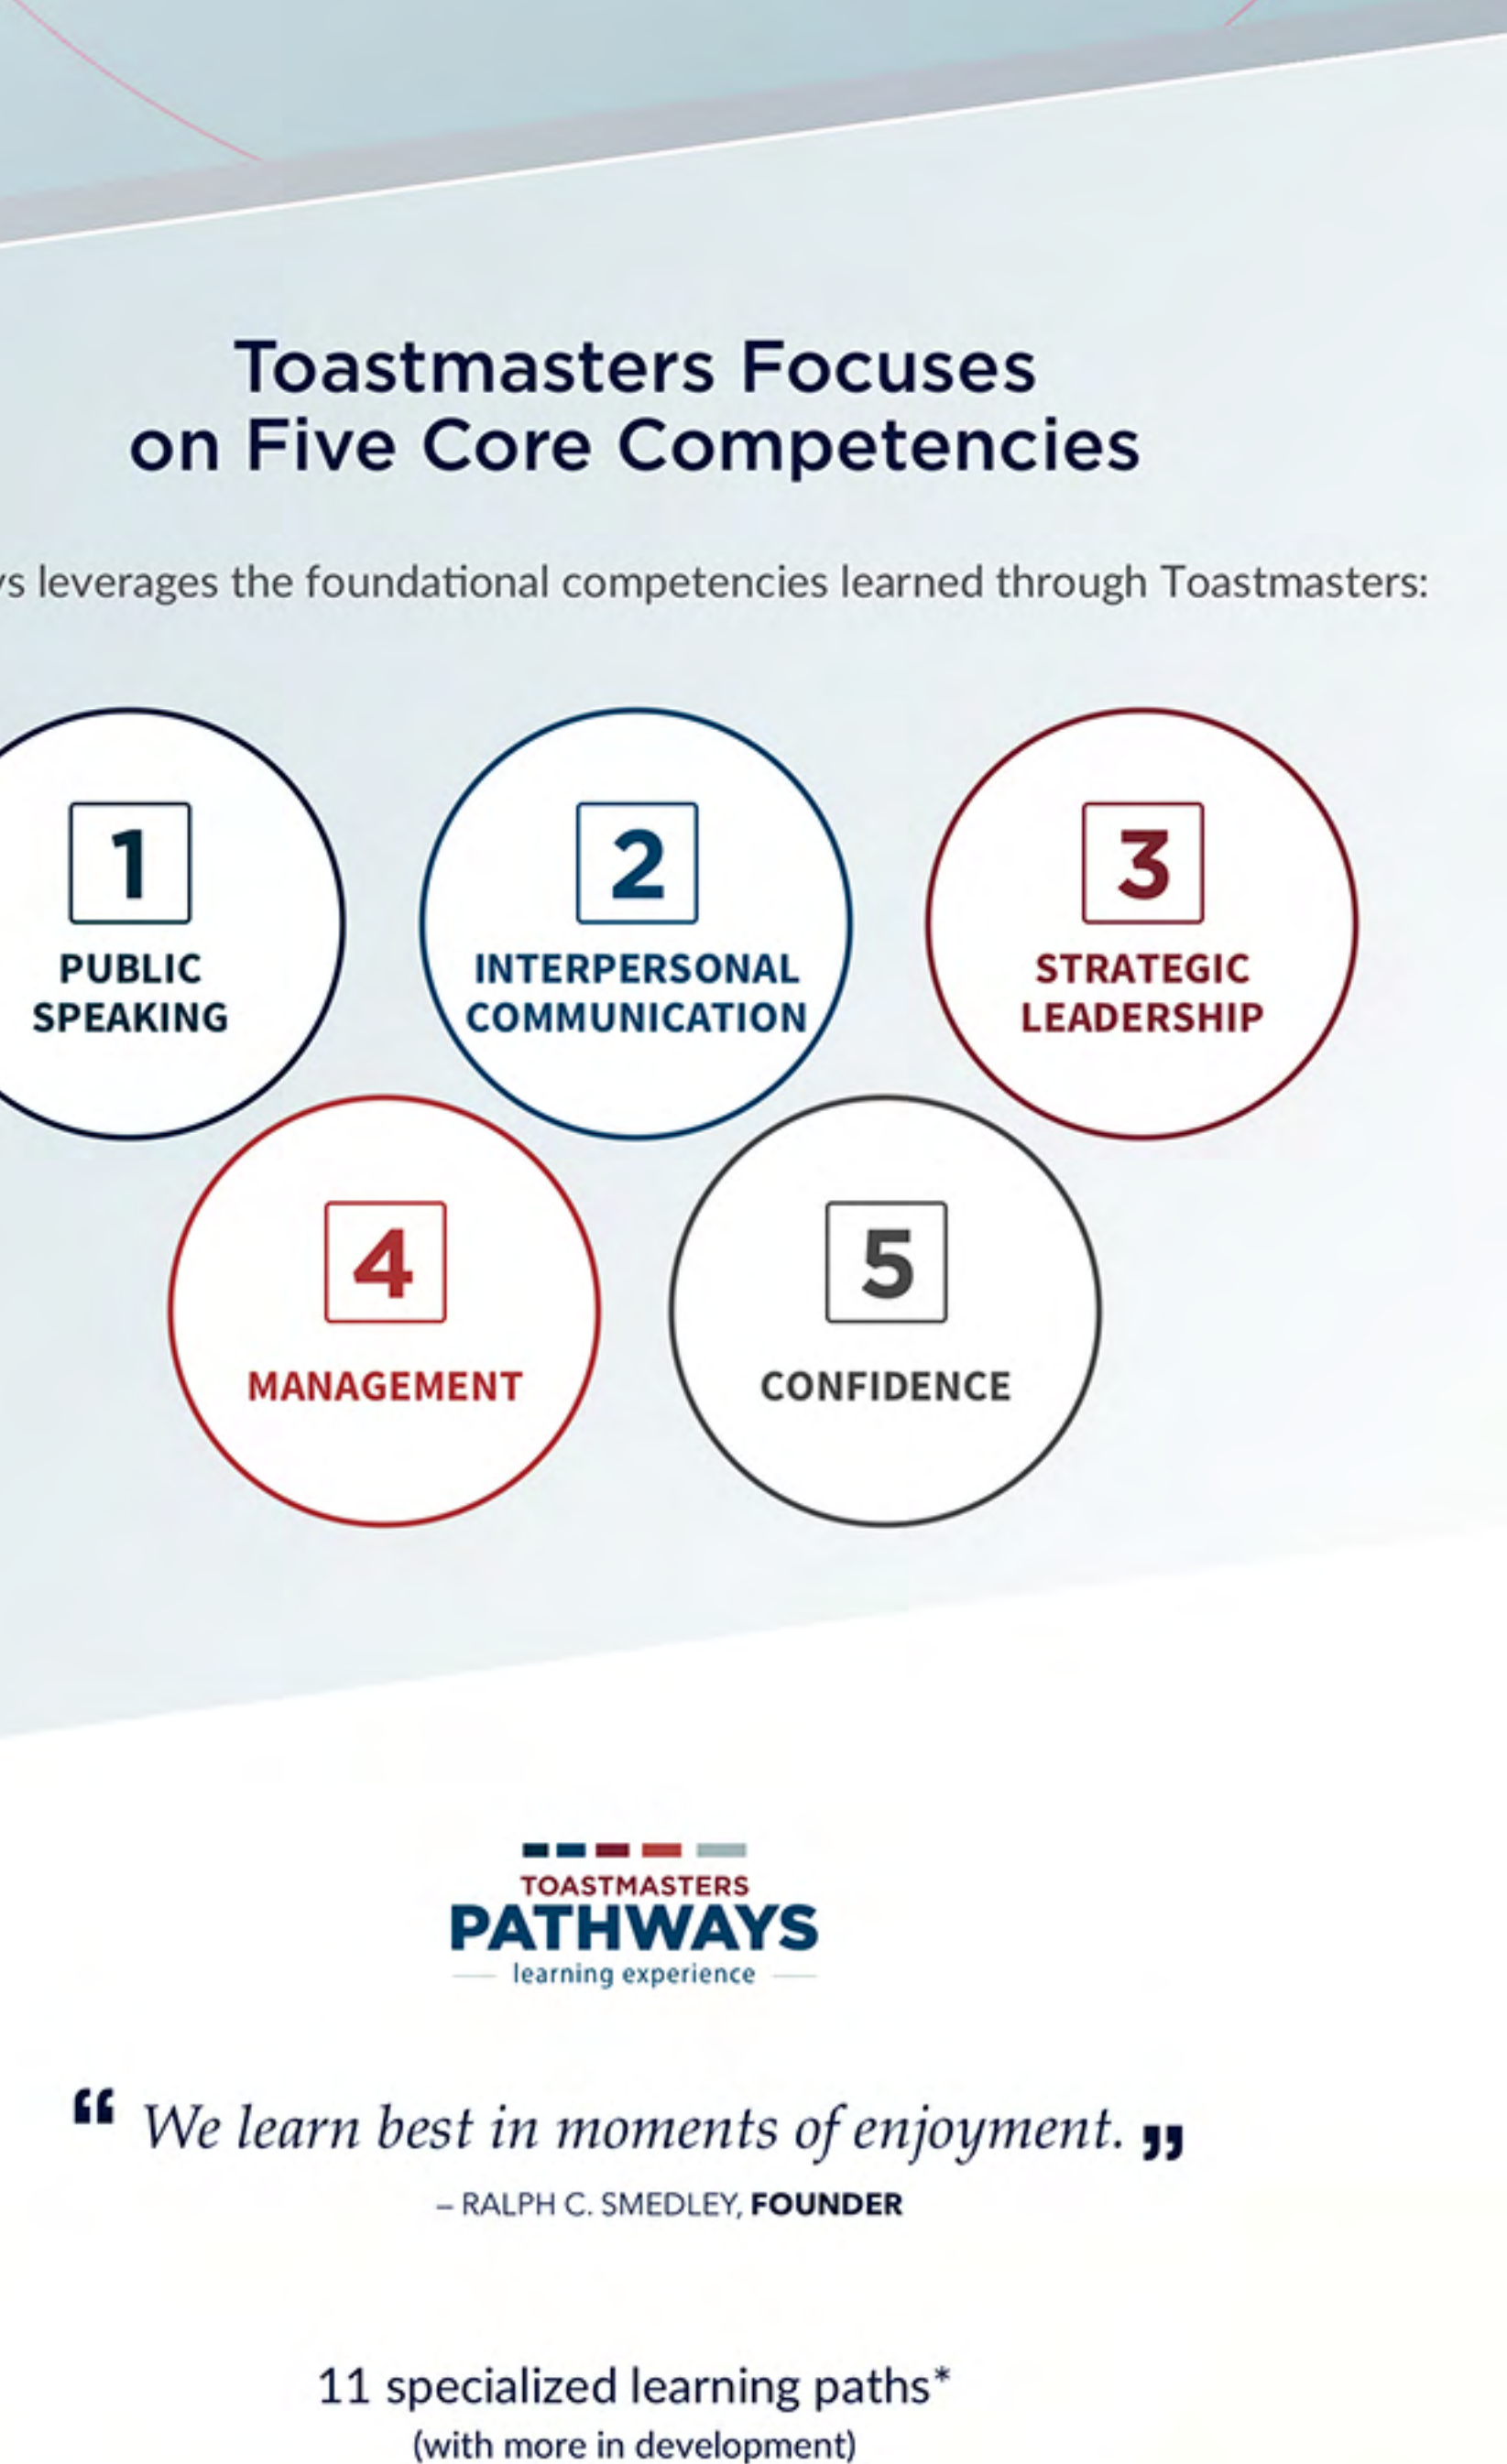 Toastmasters Focuses
on Five Core Competencies
leverages the foundational competencies learned through Toastmasters:
1
PUBLIC
SPEAKING
2
INTERPERSONAL
COMMUNICATION
3
STRATEGIC
LEADERSHIP
4
MANAGEMENT
5
CONFIDENCE
TOASTMASTERS
PATHWAYS
learning experience
“ We learn best in moments of enjoyment. ”
– RALPH C. SMEDLEY, FOUNDER
11 specialized learning paths*
(with more in development)